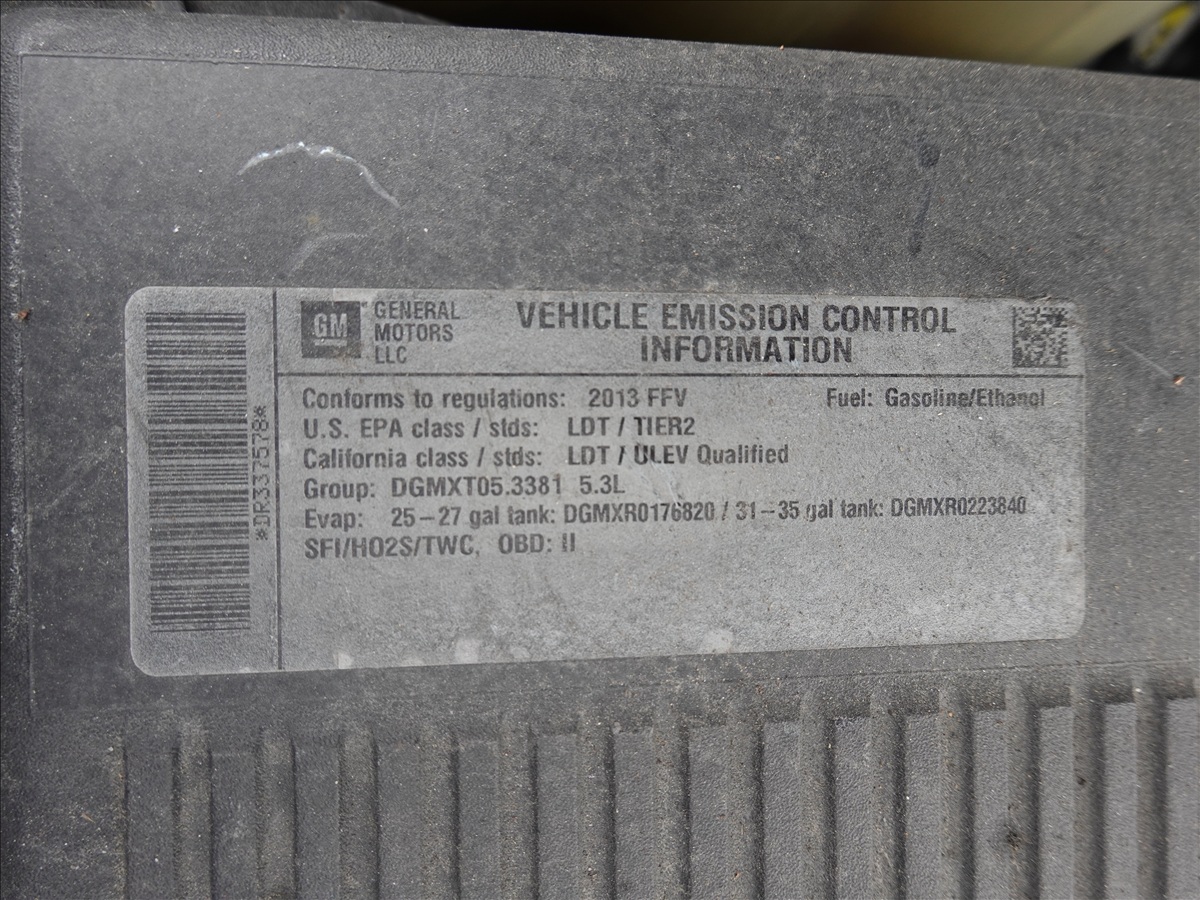 GM
GENERAL
MOTORS
LLC
VEHICLE EMISSION CONTROL
INFORMATION
*DR337578*
Conforms to regulations: 2013 FFV Fuel: Gasoline/Ethanol
U.S. EPA class / stds: LDT / TIER2
California class / stds: LDT / ULEV Qualified
Group: DGMXT05.3381 5.3L
Evap: 25-27 gal tank: DGMXR0176820 / 31-35 gal tank: DGMXR0223840
SFI/HO2S/TWC, OBD: II